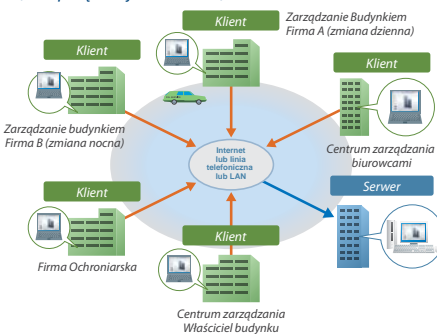 Klient
Zarządzanie Budynkiem
Firma A (zmiana dzienna)
Klient
Zarządzanie budynkiem
Firma B (zmiana nocna)
Klient
Centrum zarządzania
biurowcami
Internet
lub linia
telefoniczna
lub LAN
Klient
Firma Ochroniarska
Serwer
Klient
Centrum zarządzania
Właściciel budynku